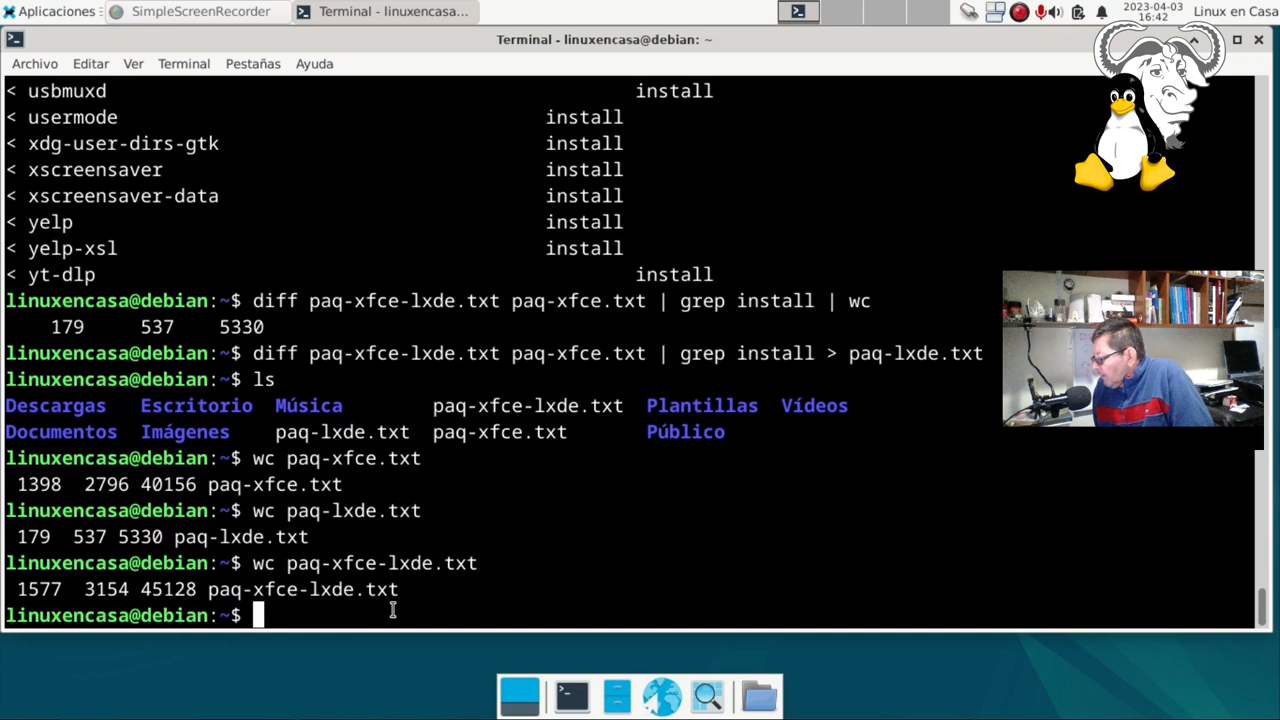 Aplicaciones
SimpleScreenRecorder
Terminal - linuxencasa...
2023-04-03
16:42
Linux en Casa
Terminal - linuxencasa@debian: ~
Archivo Editar Ver Terminal Pestañas Ayuda
< usbmuxd install
< usermode install
< xdg-user-dirs-gtk install
< xscreensaver install
< xscreensaver-data install
< yelp install
< yelp-xsl install
< yt-dlp install
linuxencasa@debian:~$ diff paq-xfce-lxde.txt paq-xfce.txt | grep install | wc
179 537 5330
linuxencasa@debian:~$ diff paq-xfce-lxde.txt paq-xfce.txt | grep install > paq-lxde.txt
linuxencasa@debian:~$ ls
Descargas Escritorio Música paq-xfce-lxde.txt Plantillas Vídeos
Documentos Imágenes paq-lxde.txt paq-xfce.txt Público
linuxencasa@debian:~$ wc paq-xfce.txt
1398 2796 40156 paq-xfce.txt
linuxencasa@debian:~$ wc paq-lxde.txt
179 537 5330 paq-lxde.txt
linuxencasa@debian:~$ wc paq-xfce-lxde.txt
1577 3154 45128 paq-xfce-lxde.txt
linuxencasa@debian:~$